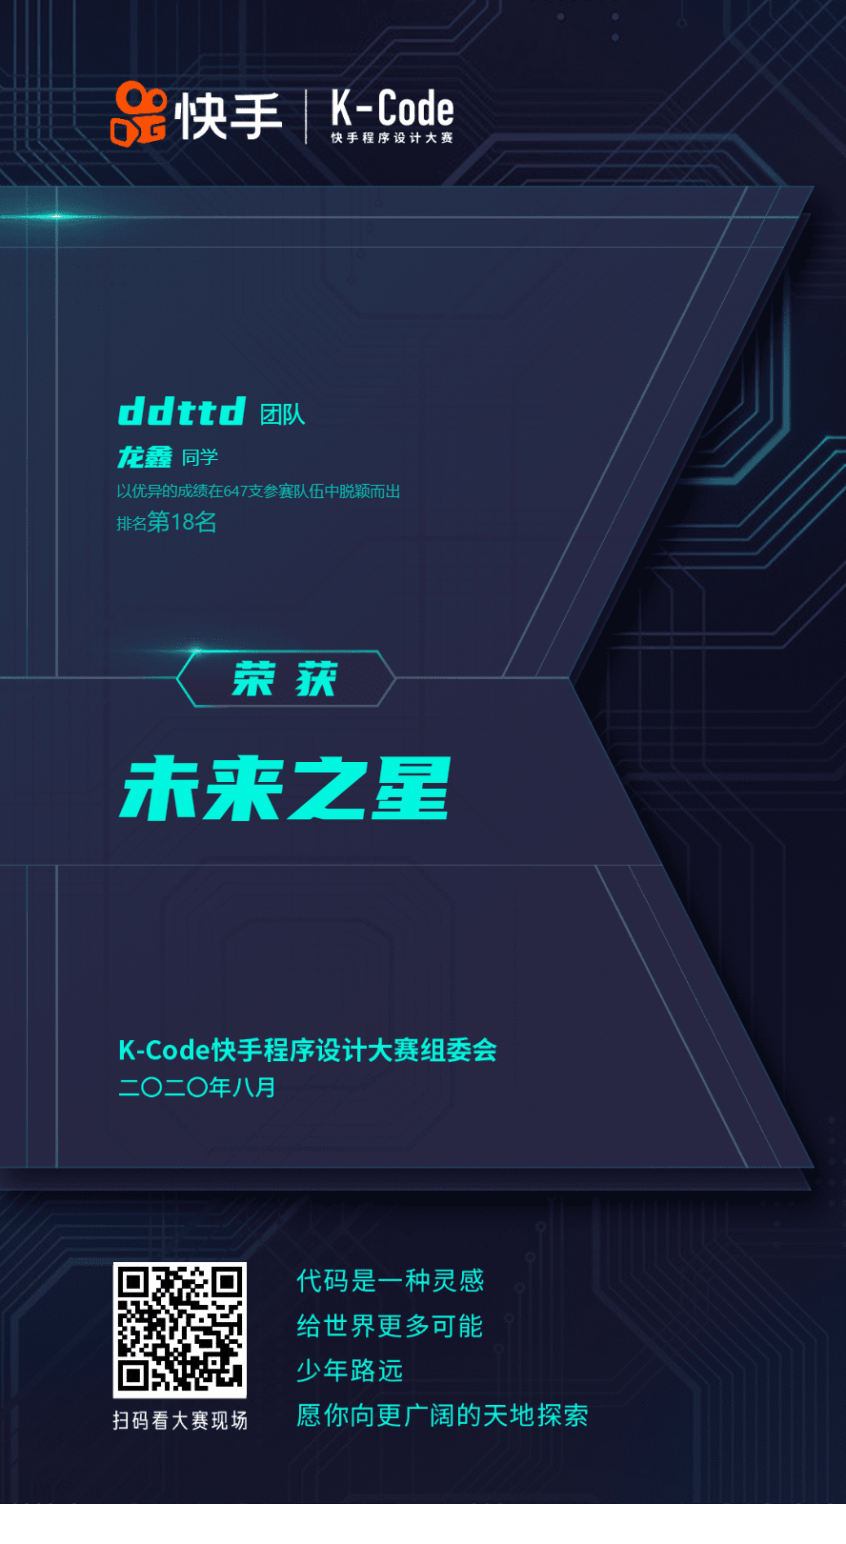 快手 | K-Code
快手程序设计大赛
ddttd 团队
龙鑫 同学
以优异的成绩在647支参赛队伍中脱颖而出
排名第18名
荣 获
未来之星
K-Code快手程序设计大赛组委会
二〇二〇年八月
代码是一种灵感
给世界更多可能
少年路远
愿你向更广阔的天地探索
扫码看大赛现场